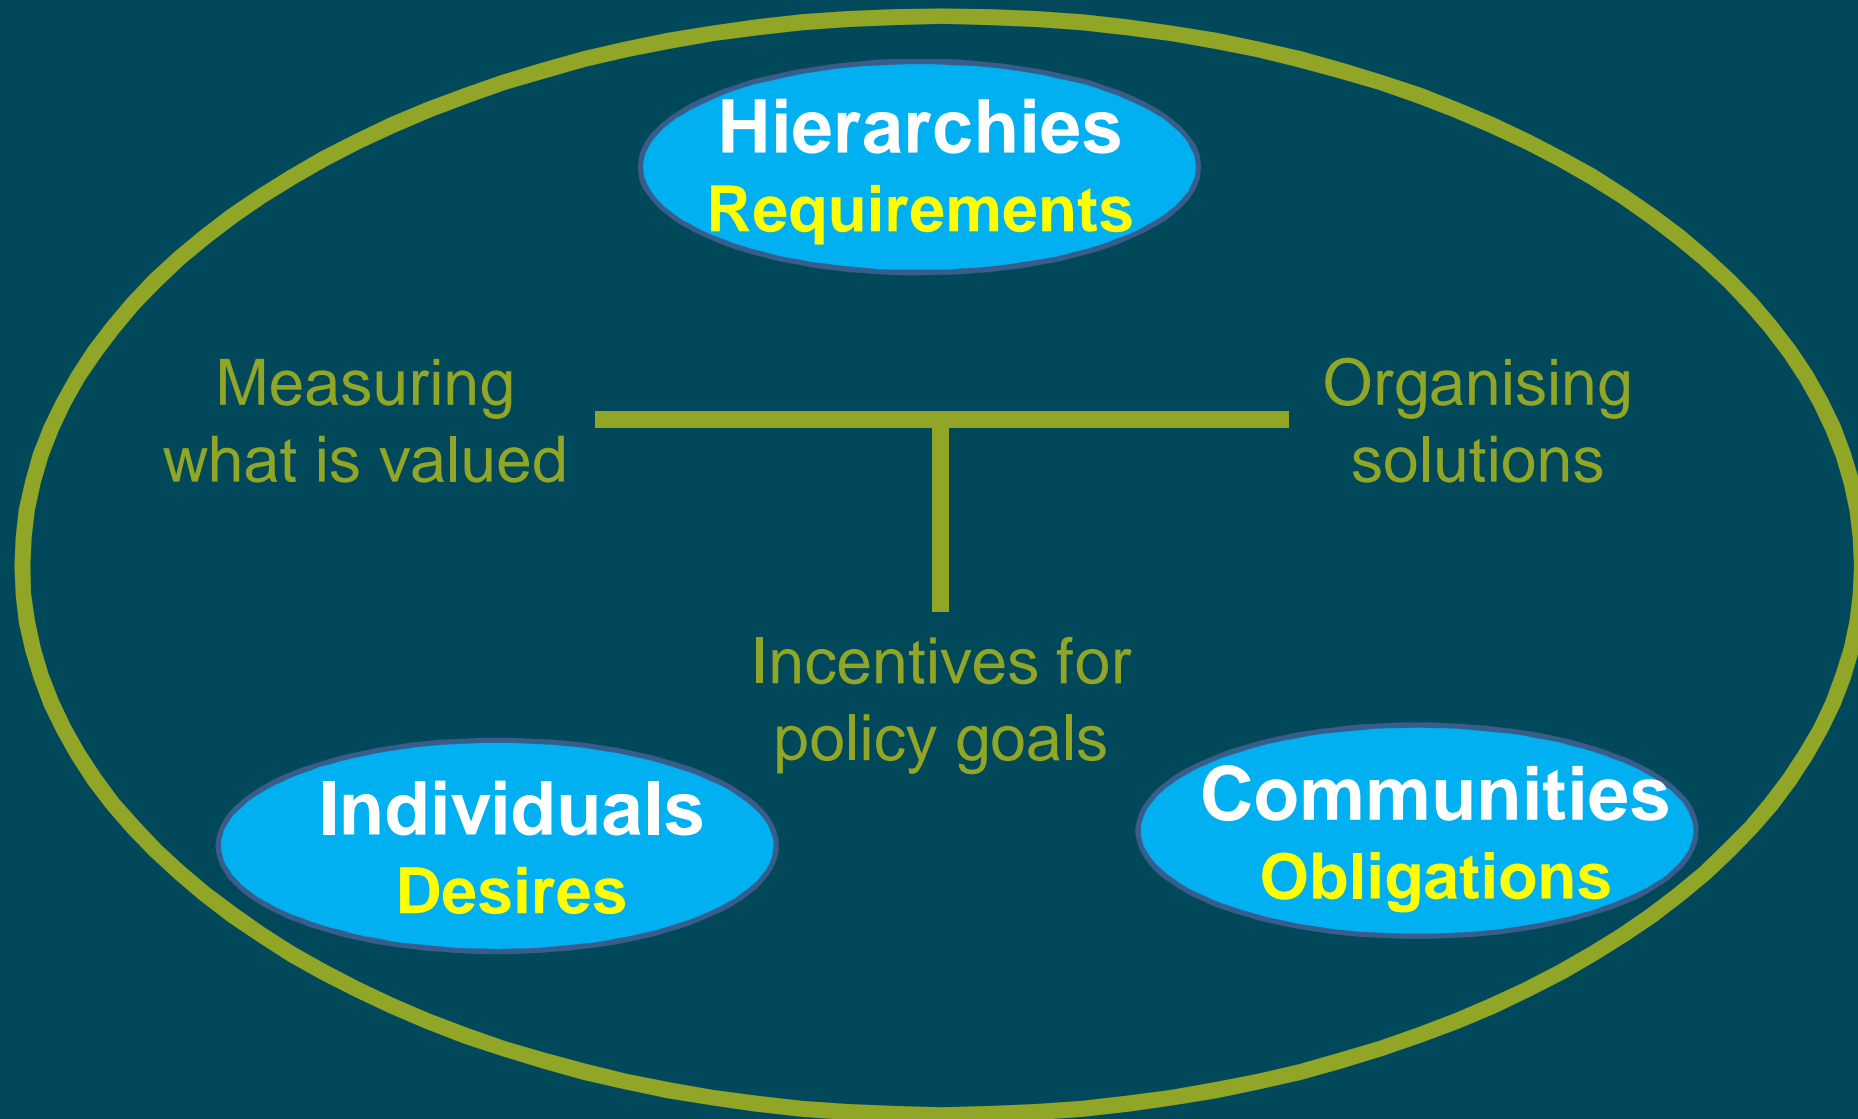 Hierarchies
Requirements
Measuring
what is valued
Organising
solutions
Incentives for
policy goals
Individuals
Desires
Communities
Obligations